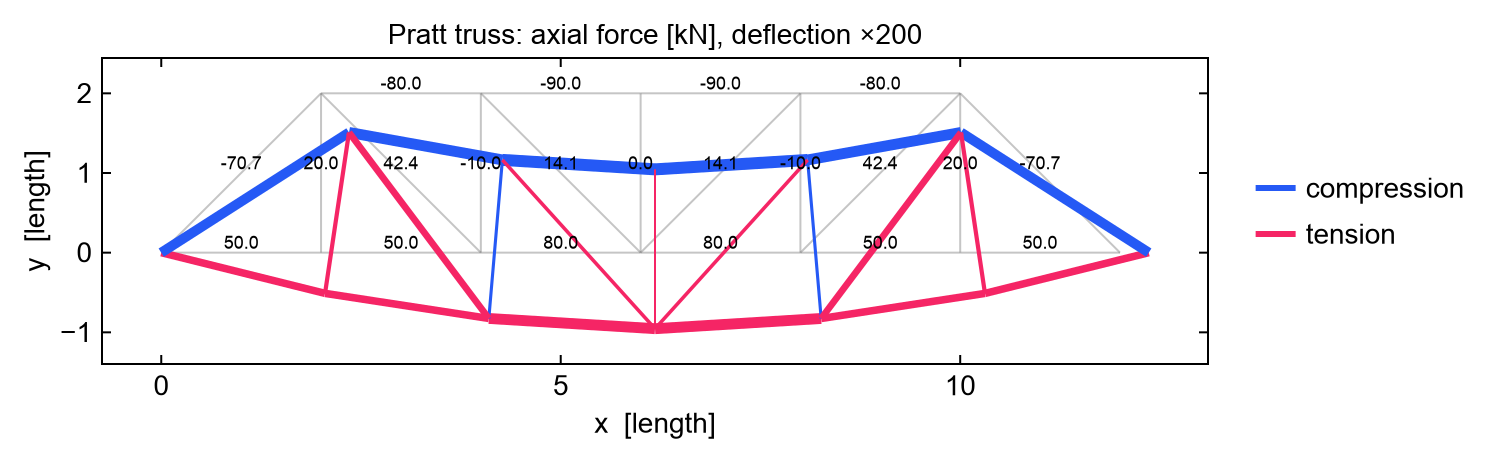 Pratt truss: axial force [kN], deflection ×200
2
1
0
−1
y [length]
-80.0 -90.0 -90.0 -80.0
-70.7 20.0 42.4 -10.0 14.1 0.0 14.1 -10.0 42.4 20.0 -70.7
50.0 50.0 80.0 80.0 50.0 50.0
0 5 10
x [length]
compression
tension